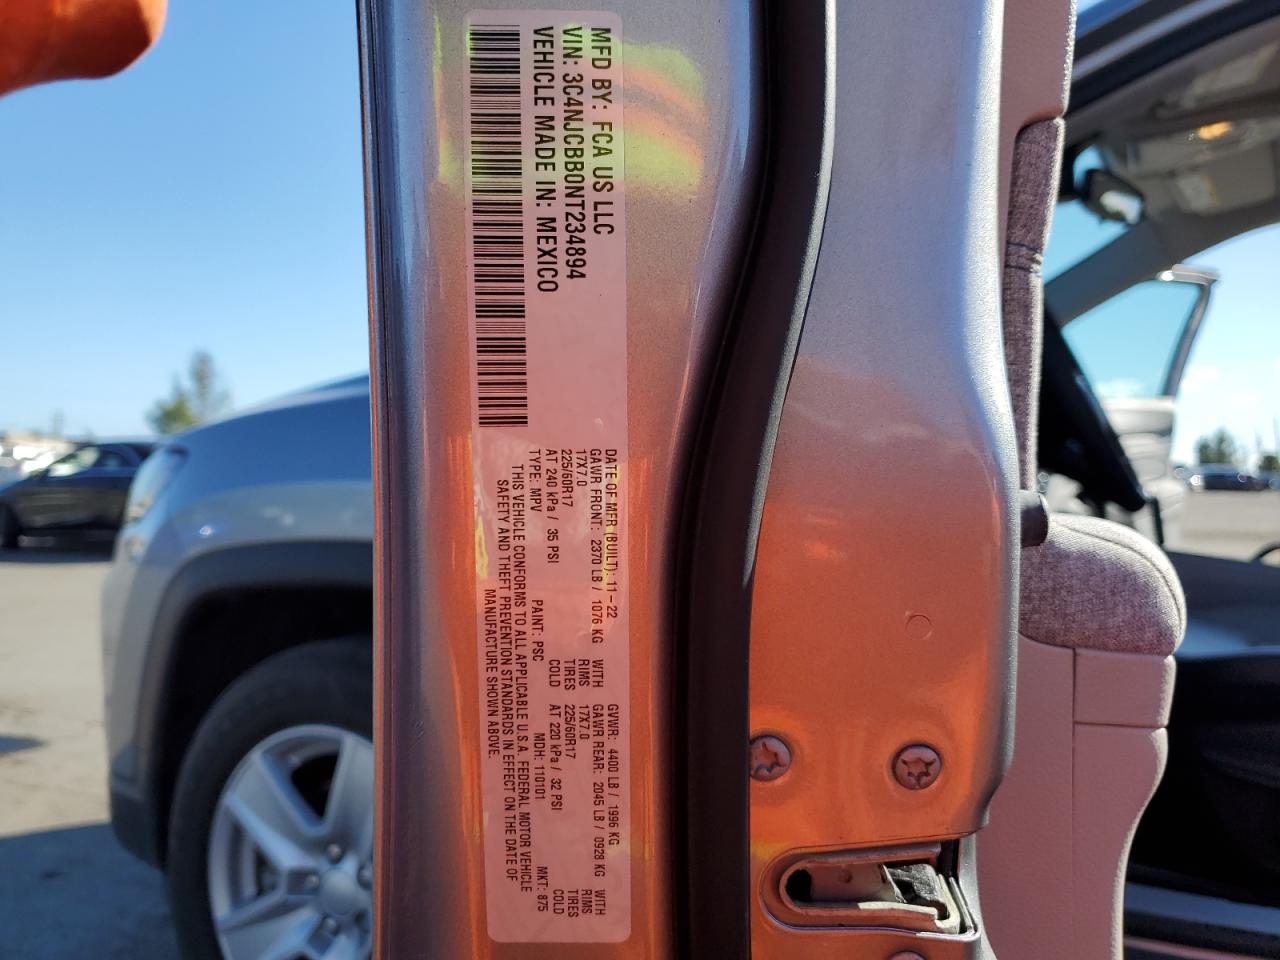 MFD BY: FCA US LLC
VIN: 3C4NJCBB0NT234894
VEHICLE MADE IN: MEXICO
DATE OF MFR (BUILT): 11-22 GVWR: 4400 LB / 1996 KG
GAWR FRONT: 2370 LB / 1076 KG WITH GAWR REAR: 2045 LB / 0928 KG WITH
17X7.0 RIMS 17X7.0 RIMS
225/60R17 TIRES 225/60R17 TIRES
AT 240 kPa / 35 PSI COLD AT 220 kPa / 32 PSI COLD
TYPE: MPV PAINT: PSC MDH: 110101 MKT: 875
THIS VEHICLE CONFORMS TO ALL APPLICABLE U.S.A. FEDERAL MOTOR VEHICLE
SAFETY AND THEFT PREVENTION STANDARDS IN EFFECT ON THE DATE OF
MANUFACTURE SHOWN ABOVE.